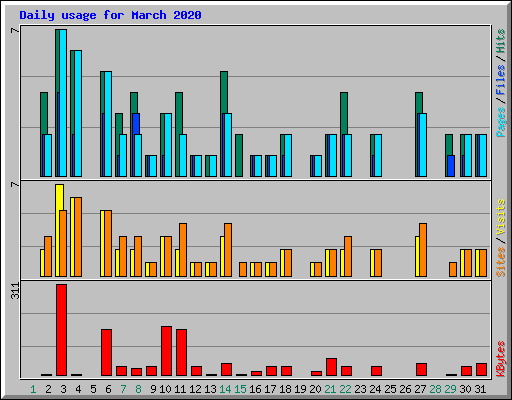 Daily usage for March 2020
7
Pages / Files / Hits
7
Sites / Visits
311
KBytes
1 2 3 4 5 6 7 8 9 10 11 12 13 14 15 16 17 18 19 20 21 22 23 24 25 26 27 28 29 30 31